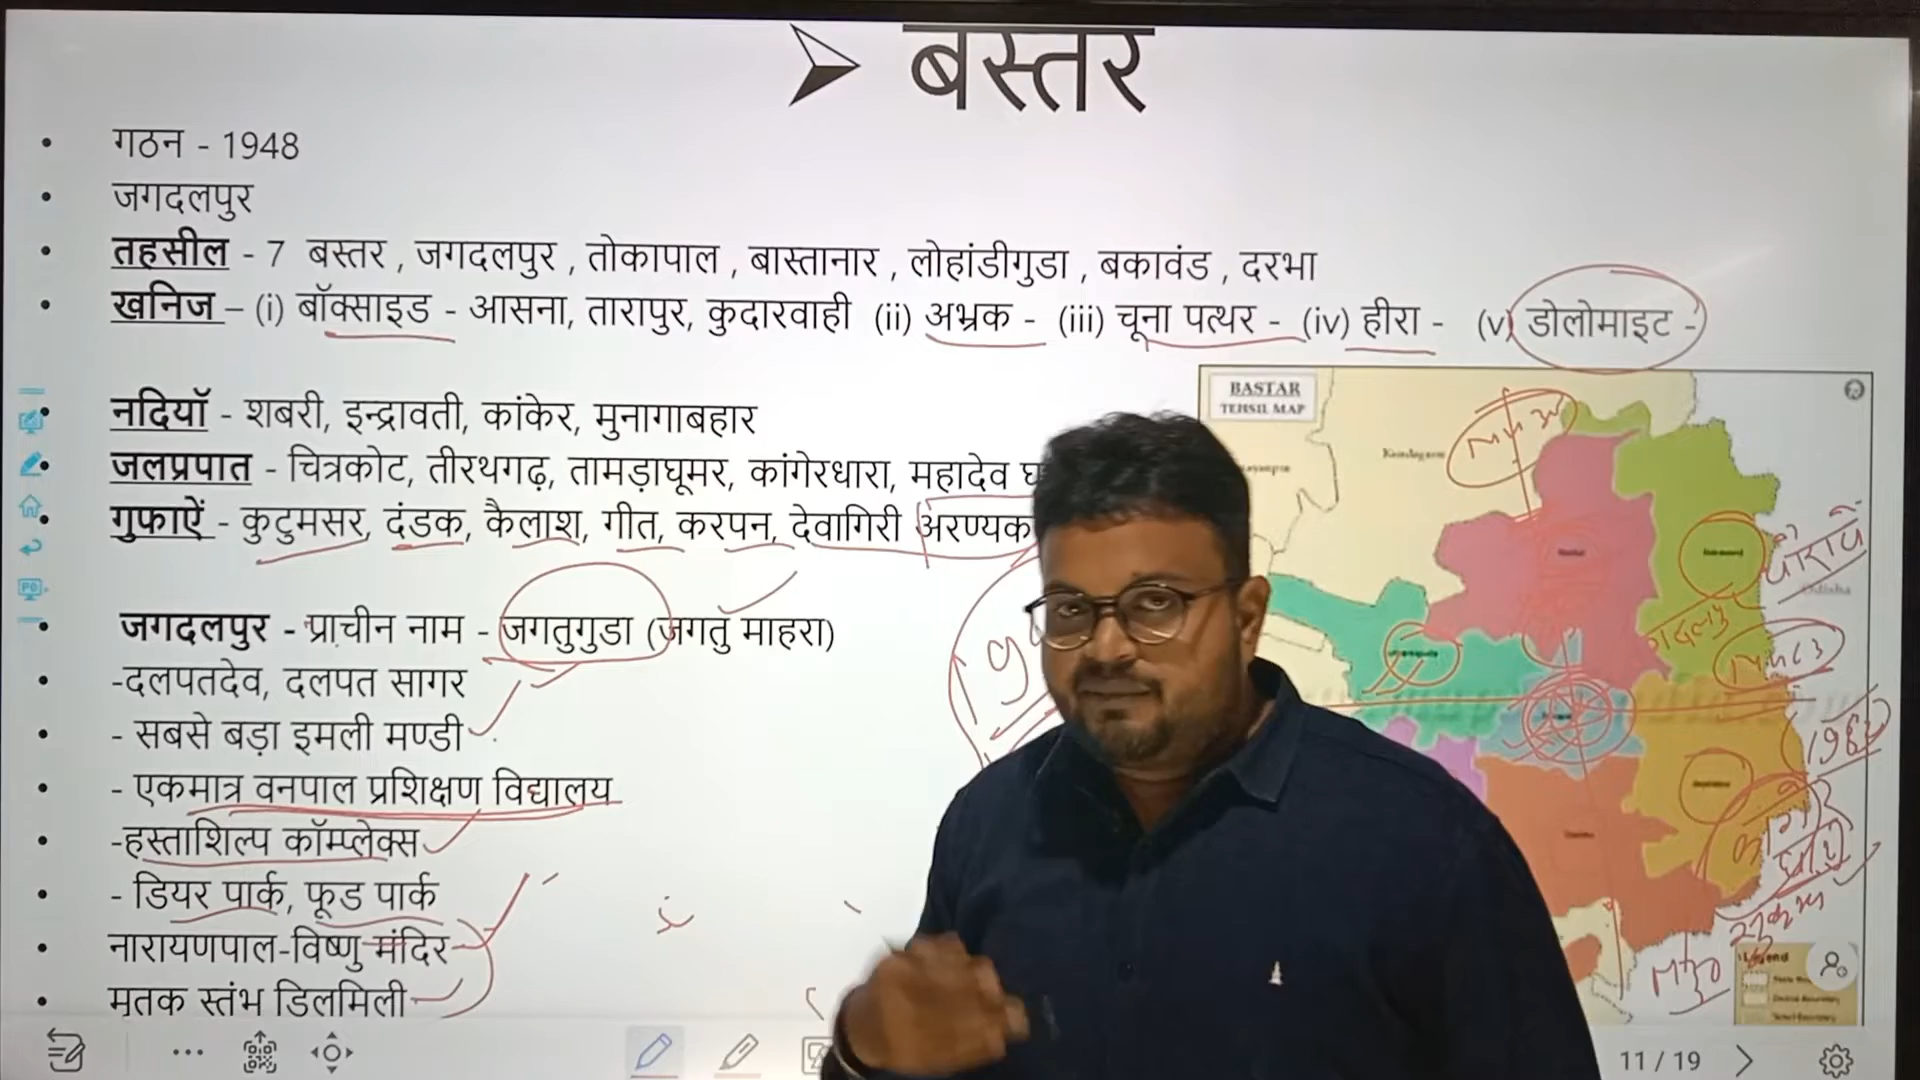 बस्तर
गठन - 1948
जगदलपुर
तहसील - 7 बस्तर , जगदलपुर , तोकापाल , बास्तानार , लोहांडीगुडा , बकावंड , दरभा
खनिज – (i) बॉक्साइड - आसना, तारापुर, कुदारवाही (ii) अभ्रक - (iii) चूना पत्थर - (iv) हीरा - (v) डोलोमाइट -
BASTAR
TEHSIL MAP
नदियॉ - शबरी, इन्द्रावती, कांकेर, मुनागाबहार
जलप्रपात - चित्रकोट, तीरथगढ़, तामड़ाघूमर, कांगेरधारा, महादेव
गुफाऐं - कुटुमसर, दंडक, कैलाश, गीत, करपन, देवागिरी अरण्यक
जगदलपुर - प्राचीन नाम - जगतुगुडा (जगतु माहरा)
-दलपतदेव, दलपत सागर
- सबसे बड़ा इमली मण्डी
- एकमात्र वनपाल प्रशिक्षण विद्यालय
-हस्ताशिल्प कॉम्प्लेक्स
- डियर पार्क, फूड पार्क
नारायणपाल-विष्णु मंदिर
मृतक स्तंभ डिलमिली
11 / 19